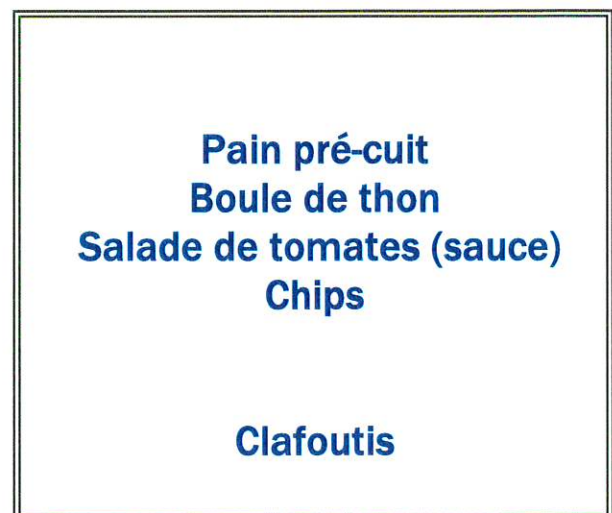 Pain pré-cuit
Boule de thon
Salade de tomates (sauce)
Chips
Clafoutis